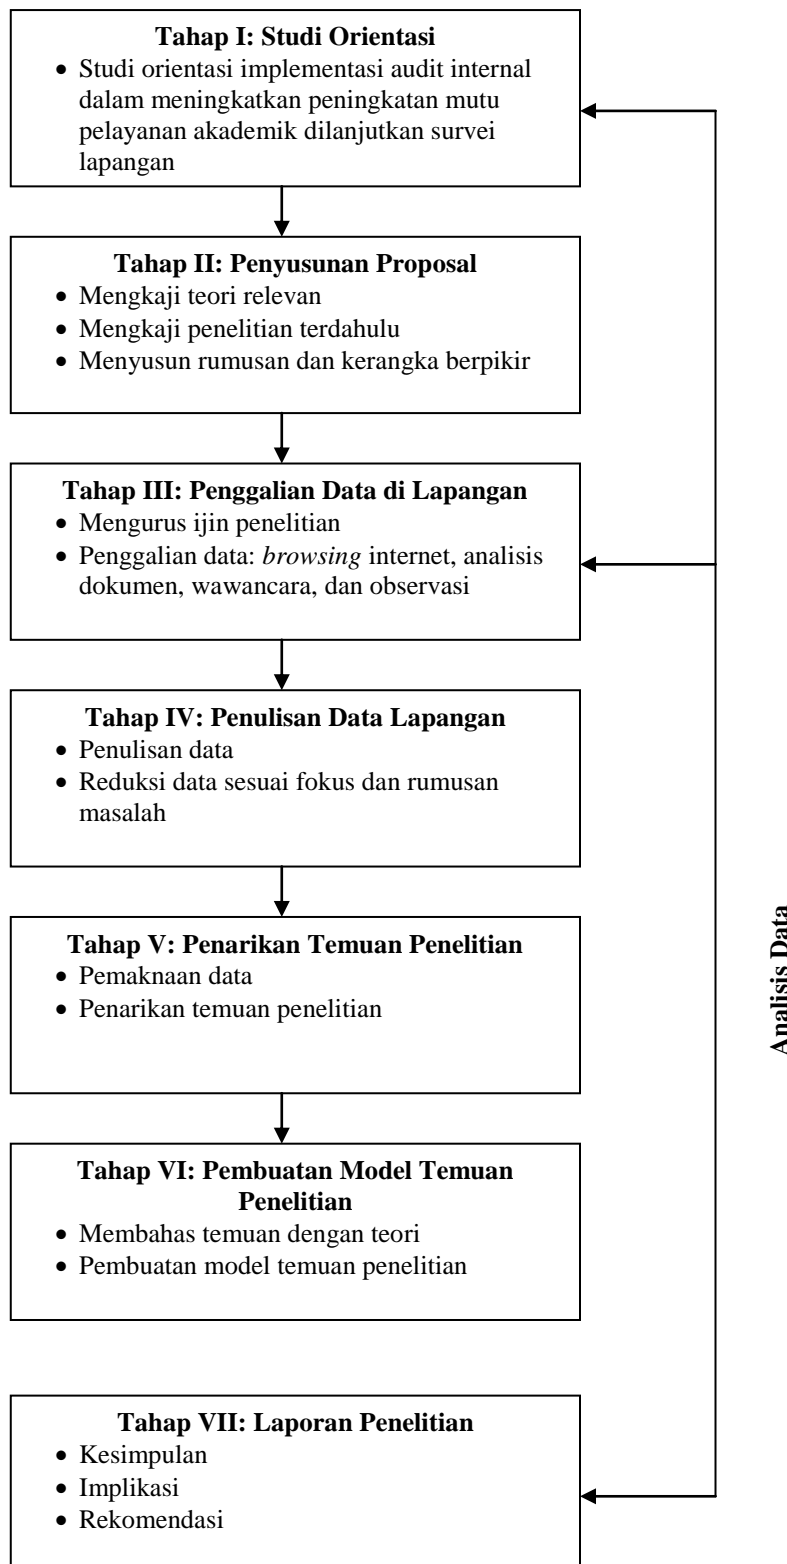 Tahap I: Studi Orientasi
• Studi orientasi implementasi audit internal
dalam meningkatkan peningkatan mutu
pelayanan akademik dilanjutkan survei
lapangan
Tahap II: Penyusunan Proposal
• Mengkaji teori relevan
• Mengkaji penelitian terdahulu
• Menyusun rumusan dan kerangka berpikir
Tahap III: Penggalian Data di Lapangan
• Mengurus ijin penelitian
• Penggalian data: browsing internet, analisis
dokumen, wawancara, dan observasi
Tahap IV: Penulisan Data Lapangan
• Penulisan data
• Reduksi data sesuai fokus dan rumusan
masalah
Tahap V: Penarikan Temuan Penelitian
• Pemaknaan data
• Penarikan temuan penelitian
Tahap VI: Pembuatan Model Temuan
Penelitian
• Membahas temuan dengan teori
• Pembuatan model temuan penelitian
Tahap VII: Laporan Penelitian
• Kesimpulan
• Implikasi
• Rekomendasi
Analisis Data